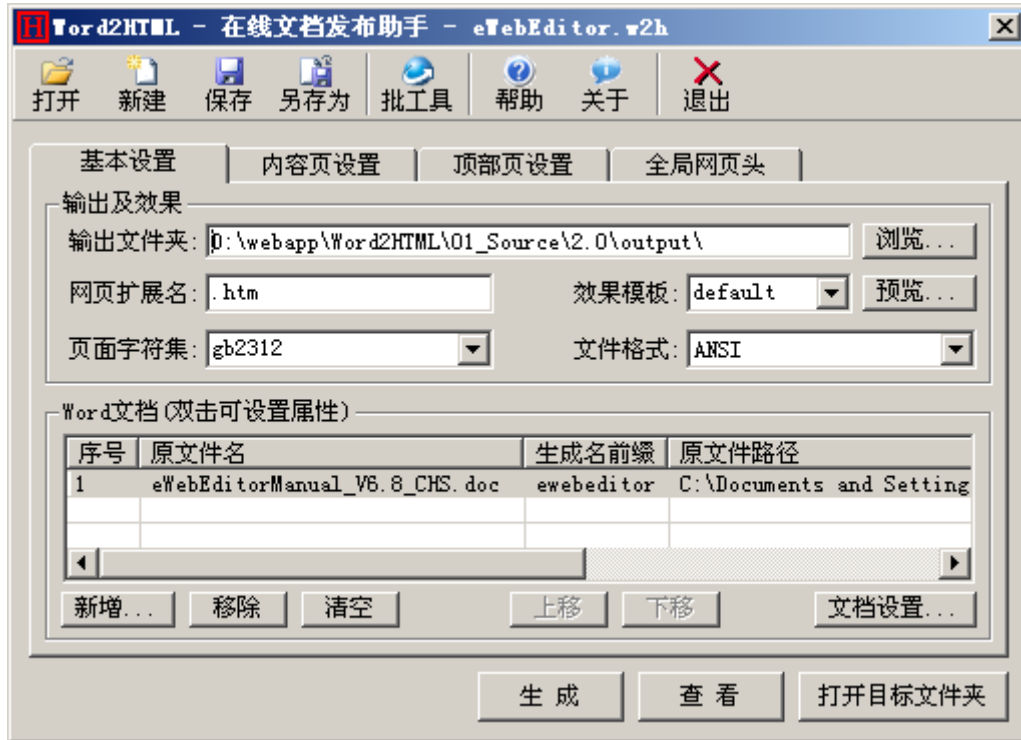 Word2HTML - 在线文档发布助手 - eWebEditor.w2h
打开 新建 保存 另存为 批工具 帮助 关于 退出
基本设置 内容页设置 顶部页设置 全局网页头
输出及效果
输出文件夹: D:\webapp\Word2HTML\01_Source\2.0\output\ 浏览...
网页扩展名: .htm 效果模板: default 预览...
页面字符集: gb2312 文件格式: ANSI
Word文档(双击可设置属性)
序号 原文件名 生成名前缀 原文件路径
1 eWebEditorManual_V6.8_CHS.doc ewebeditor C:\Documents and Setting
新增... 移除 清空 上移 下移 文档设置...
生 成 查 看 打开目标文件夹